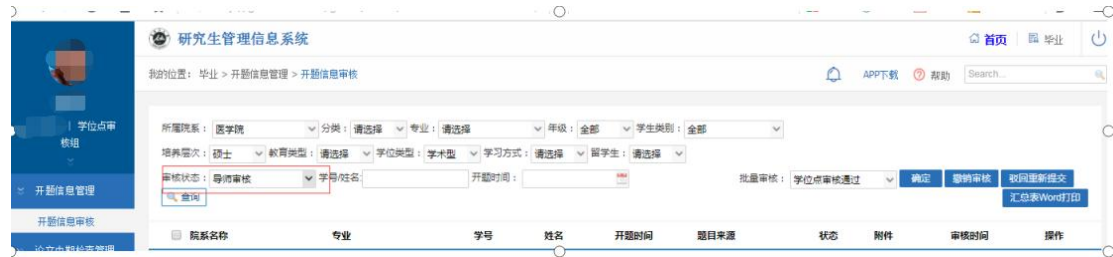 研究生管理信息系统
首页 毕业
我的位置: 毕业 > 开题信息管理 > 开题信息审核
APP下载 帮助 Search...
| 学位点审
核组
所属院系: 医学院 分类: 请选择 专业: 请选择 年级: 全部 学生类别: 全部
培养层次: 硕士 教育类型: 请选择 学位类型: 学术型 学习方式: 请选择 留学生: 请选择
审核状态: 导师审核 学号/姓名: 开题时间: 批量审核: 学位点审核通过 确定 撤销审核 驳回重新提交
查询 汇总表Word打印
开题信息管理
开题信息审核
论文中期检查管理
院系名称 专业 学号 姓名 开题时间 题目来源 状态 附件 审核时间 操作